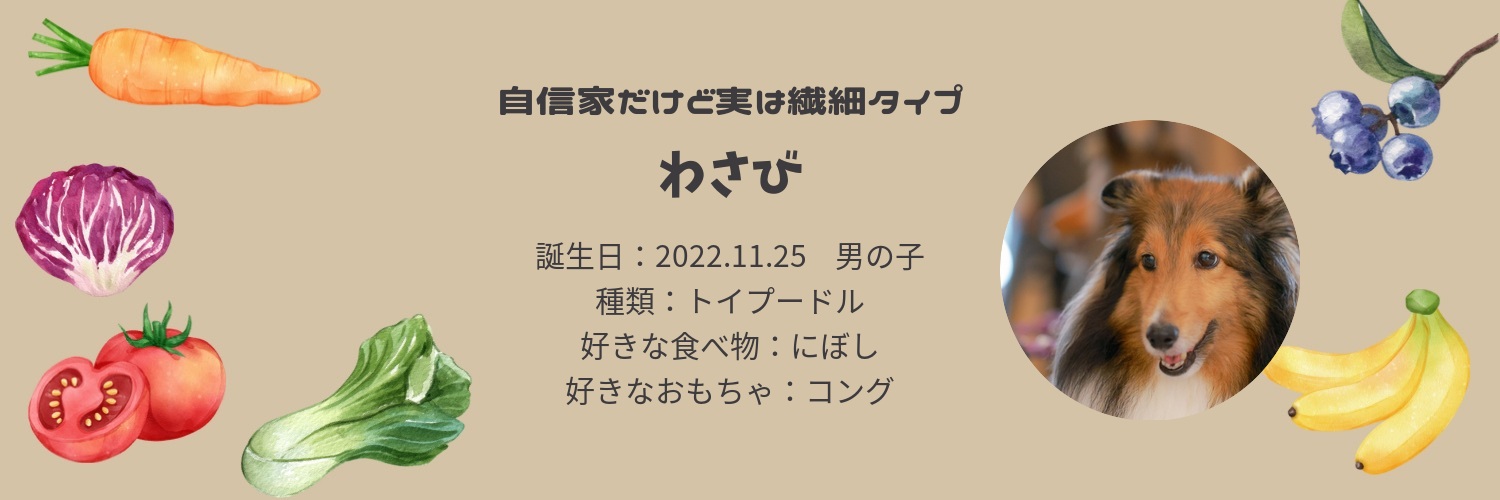 自信家だけど実は繊細タイプ
わさび
誕生日：2022.11.25　男の子
種類：トイプードル
好きな食べ物：にぼし
好きなおもちゃ：コング